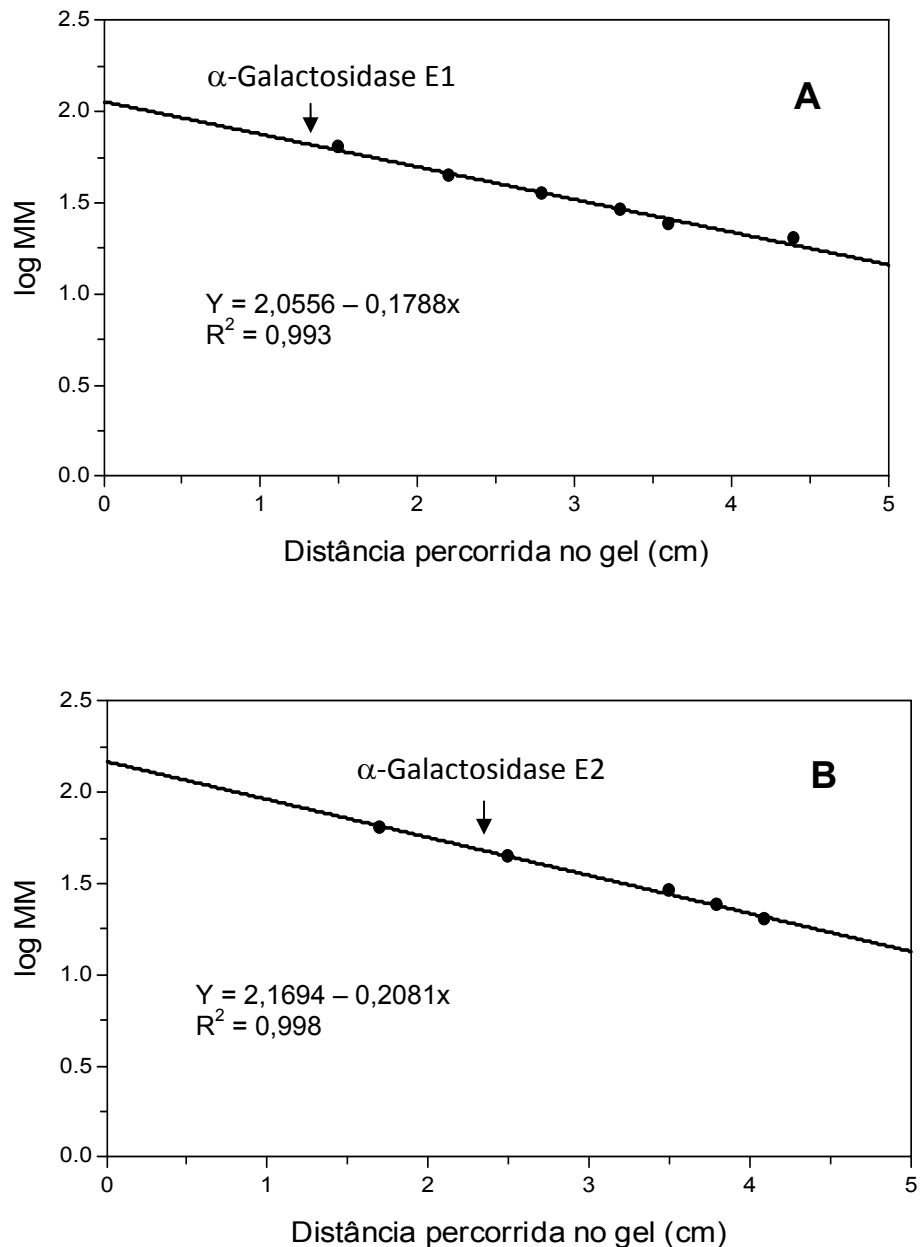 2.5
α-Galactosidase E1
A
2.0
1.5
log MM
1.0
Y = 2,0556 – 0,1788x
R² = 0,993
0.5
0.0
0 1 2 3 4 5
Distância percorrida no gel (cm)
2.5
α-Galactosidase E2
B
2.0
1.5
log MM
1.0
Y = 2,1694 – 0,2081x
R² = 0,998
0.5
0.0
0 1 2 3 4 5
Distância percorrida no gel (cm)